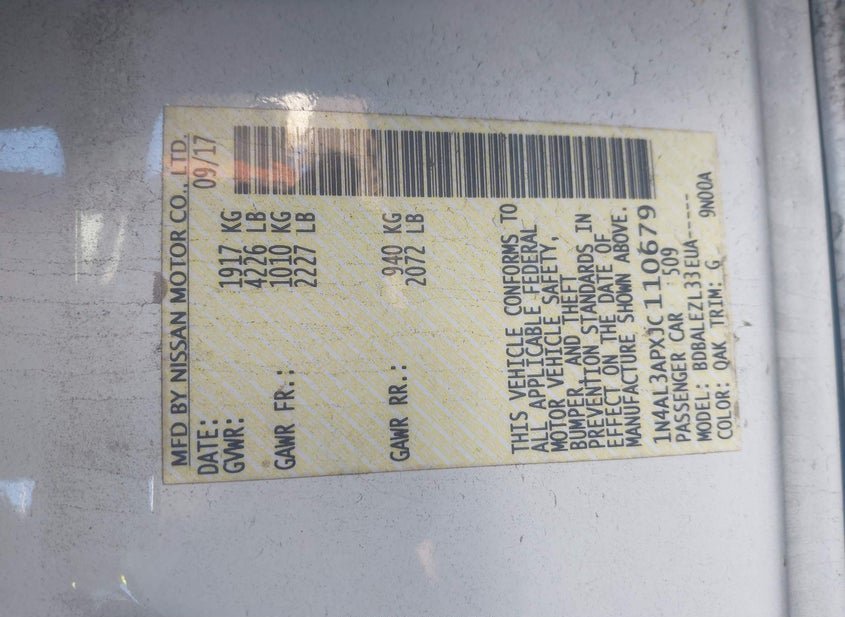 MFD BY NISSAN MOTOR CO., LTD.
DATE: 09/17
GVWR: 1917 KG
4226 LB
GAWR FR.: 1010 KG
2227 LB
GAWR RR.: 940 KG
2072 LB
THIS VEHICLE CONFORMS TO
ALL APPLICABLE FEDERAL
MOTOR VEHICLE SAFETY,
BUMPER, AND THEFT
PREVENTION STANDARDS IN
EFFECT ON THE DATE OF
MANUFACTURE SHOWN ABOVE.
1N4AL3APXJC110679
PASSENGER CAR 509
MODEL: BDBALEZL33EUA-----
COLOR: QAK TRIM: G 9N00A